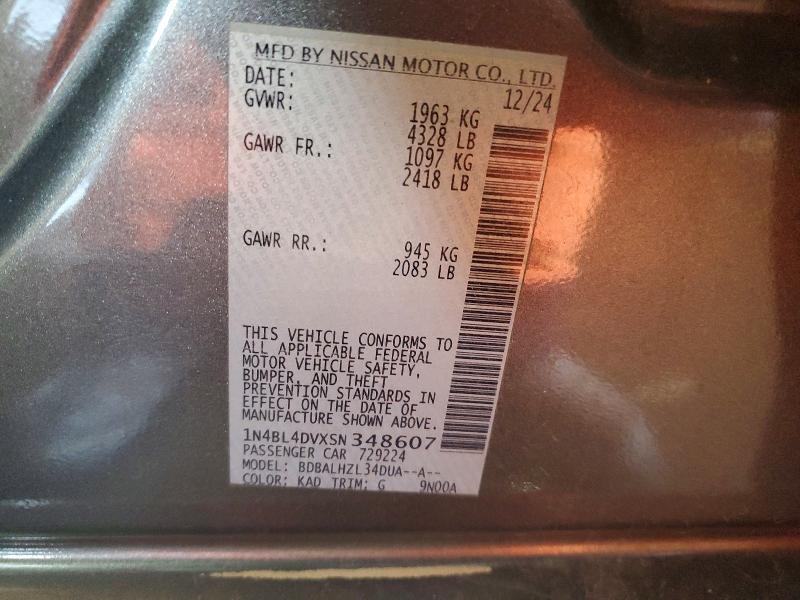 MFD BY NISSAN MOTOR CO., LTD.
DATE: 12/24
GVWR: 1963 KG
4328 LB
GAWR FR.: 1097 KG
2418 LB
GAWR RR.: 945 KG
2083 LB
THIS VEHICLE CONFORMS TO
ALL APPLICABLE FEDERAL
MOTOR VEHICLE SAFETY,
BUMPER, AND THEFT
PREVENTION STANDARDS IN
EFFECT ON THE DATE OF
MANUFACTURE SHOWN ABOVE.
1N4BL4DVXSN348607
PASSENGER CAR 729224
MODEL: BDBALHZL34DUA--A--
COLOR: KAD TRIM: G 9N00A